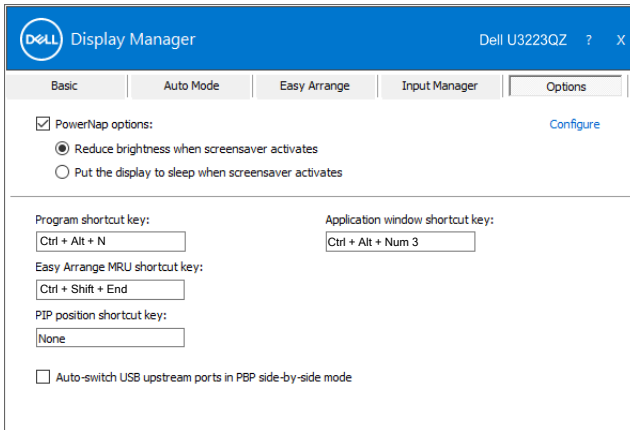 DELL Display Manager
Dell U3223QZ ? X
Basic Auto Mode Easy Arrange Input Manager Options
PowerNap options: Configure
Reduce brightness when screensaver activates
Put the display to sleep when screensaver activates
Program shortcut key: Application window shortcut key:
Ctrl + Alt + N Ctrl + Alt + Num 3
Easy Arrange MRU shortcut key:
Ctrl + Shift + End
PIP position shortcut key:
None
Auto-switch USB upstream ports in PBP side-by-side mode